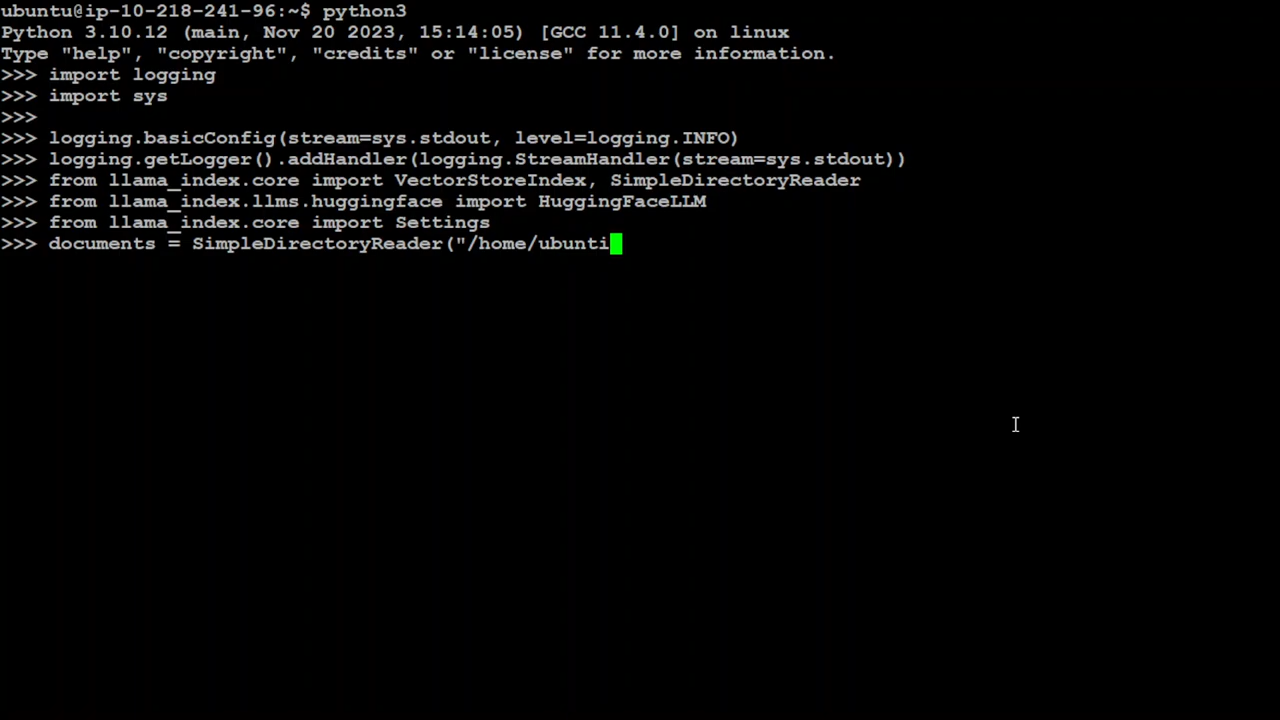 ubuntu@ip-10-218-241-96:~$ python3
Python 3.10.12 (main, Nov 20 2023, 15:14:05) [GCC 11.4.0] on linux
Type "help", "copyright", "credits" or "license" for more information.
>>> import logging
>>> import sys
>>>
>>> logging.basicConfig(stream=sys.stdout, level=logging.INFO)
>>> logging.getLogger().addHandler(logging.StreamHandler(stream=sys.stdout))
>>> from llama_index.core import VectorStoreIndex, SimpleDirectoryReader
>>> from llama_index.llms.huggingface import HuggingFaceLLM
>>> from llama_index.core import Settings
>>> documents = SimpleDirectoryReader("/home/ubunti